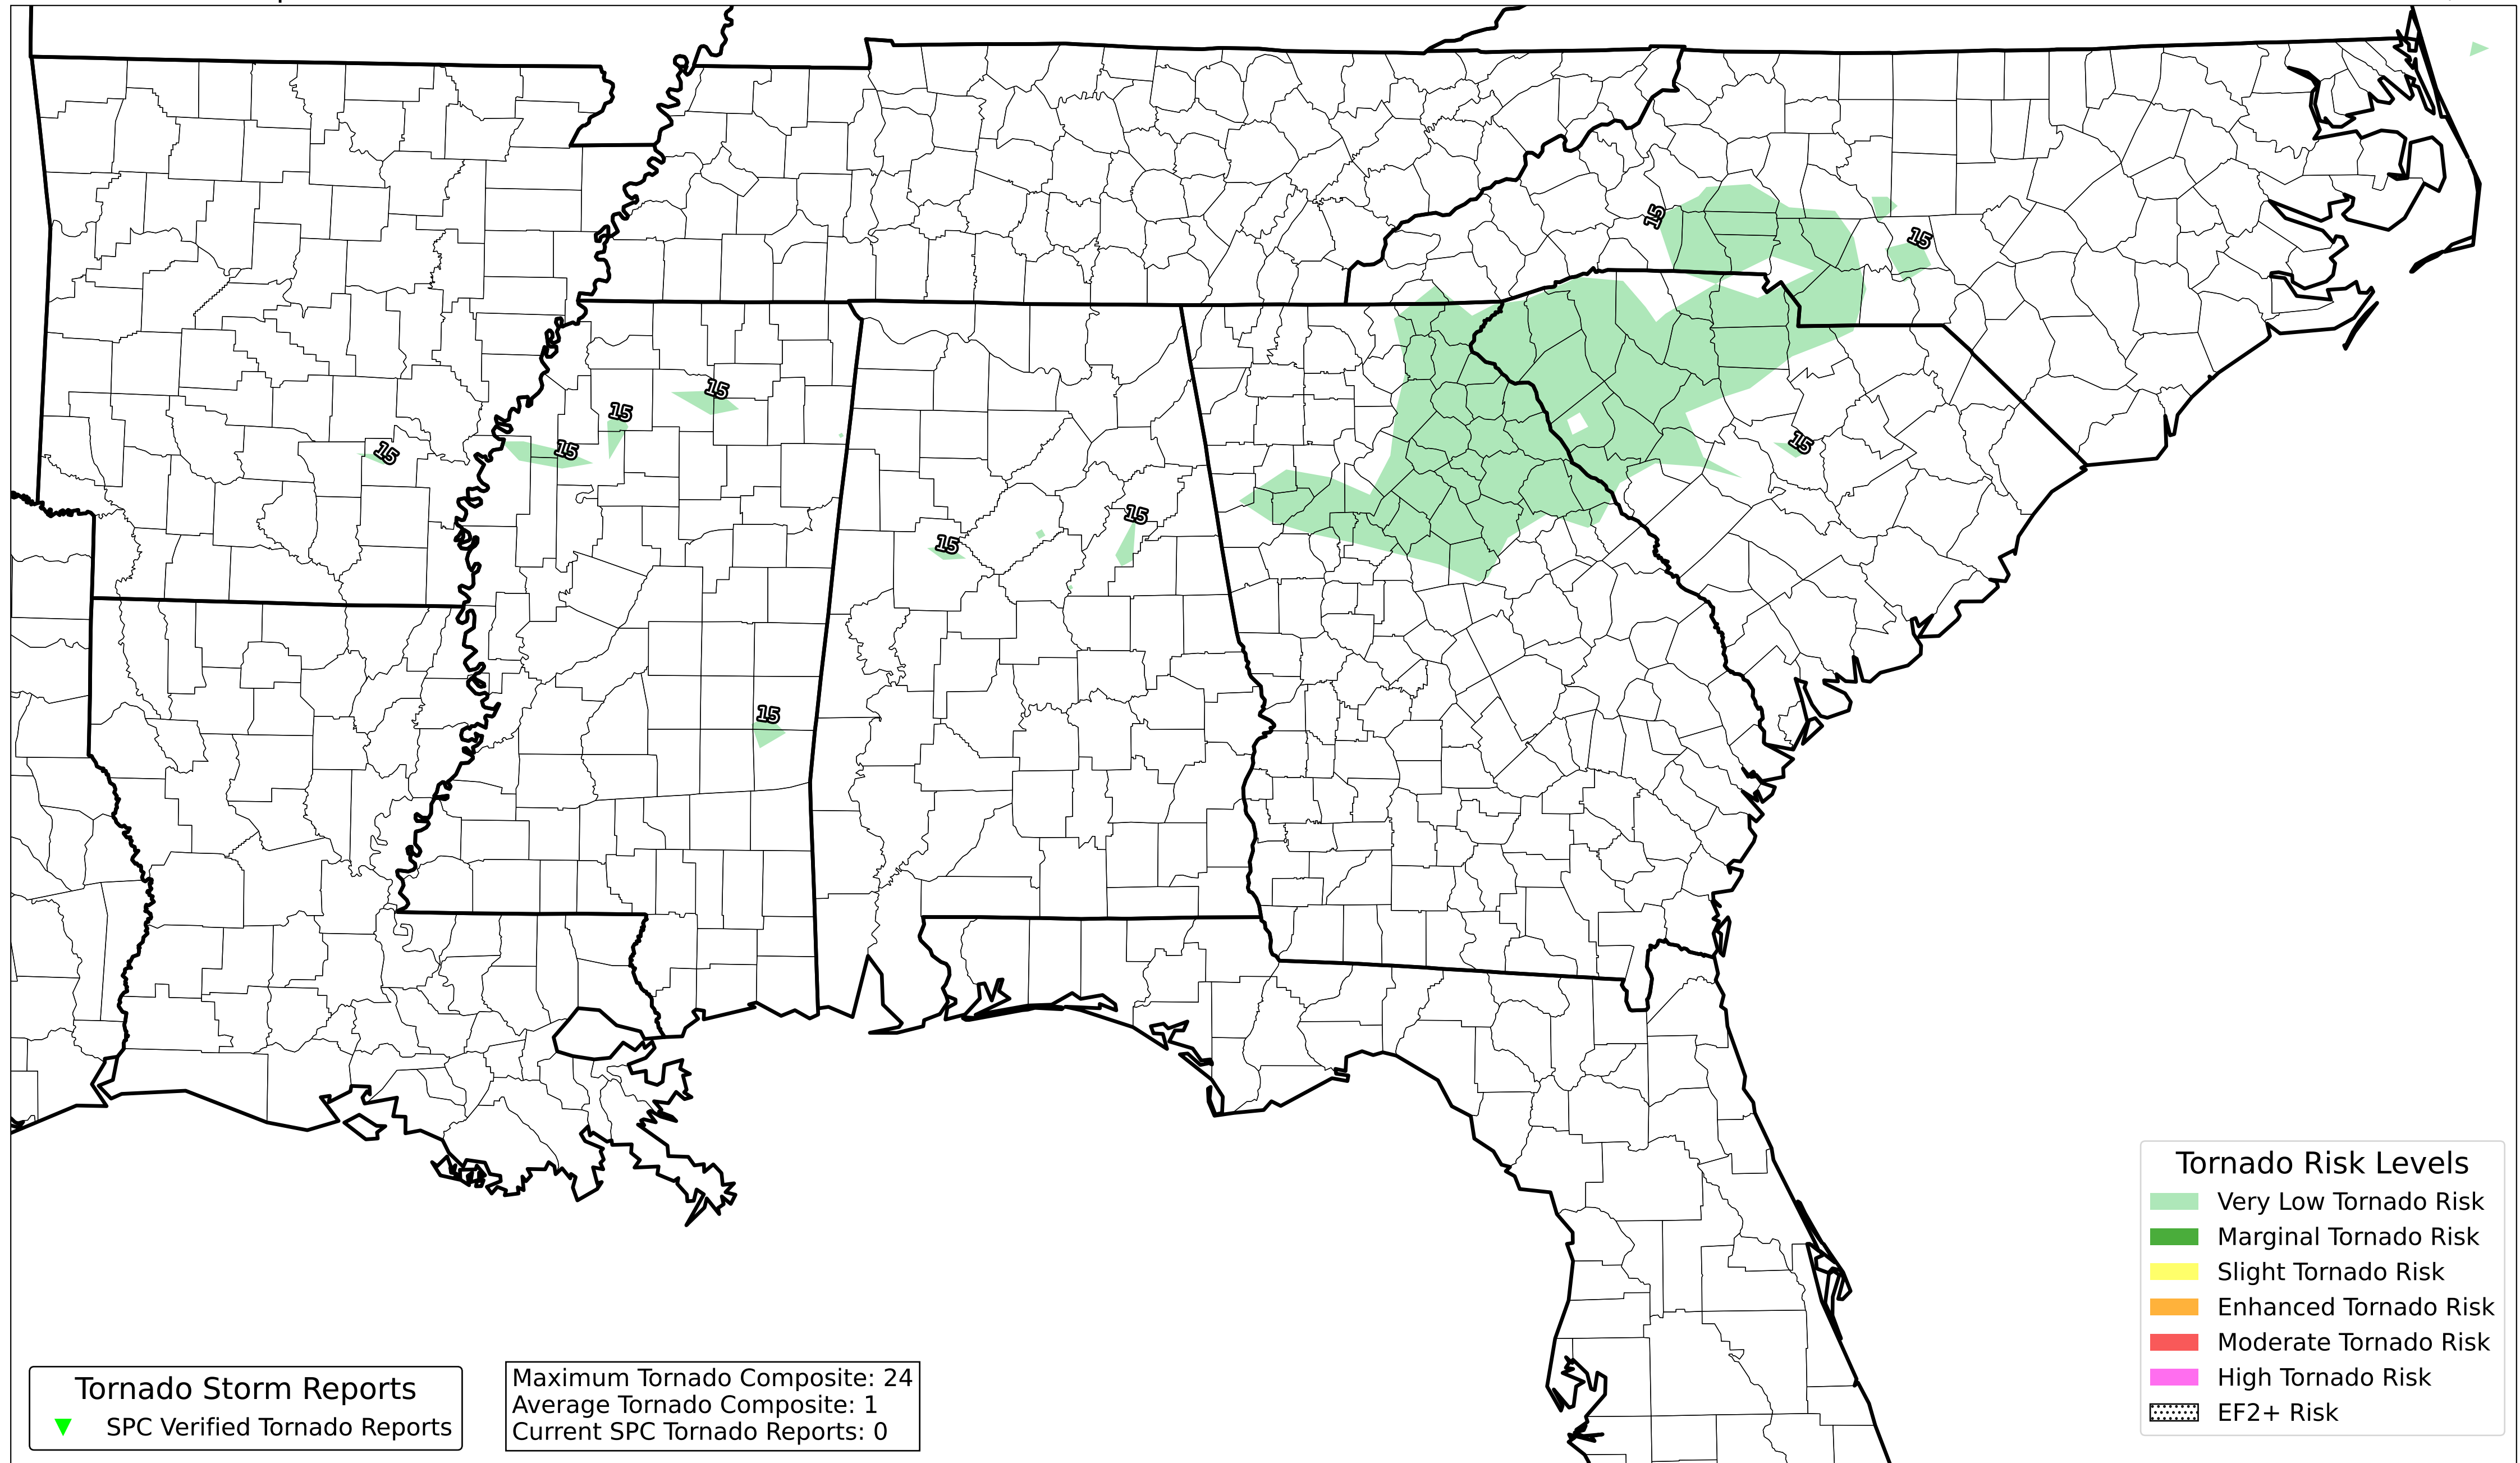 15
15
15
15
15
15
15
15
15
15
Tornado Risk Levels
Very Low Tornado Risk
Marginal Tornado Risk
Slight Tornado Risk
Enhanced Tornado Risk
Moderate Tornado Risk
High Tornado Risk
EF2+ Risk
Tornado Storm Reports
SPC Verified Tornado Reports
Maximum Tornado Composite: 24
Average Tornado Composite: 1
Current SPC Tornado Reports: 0